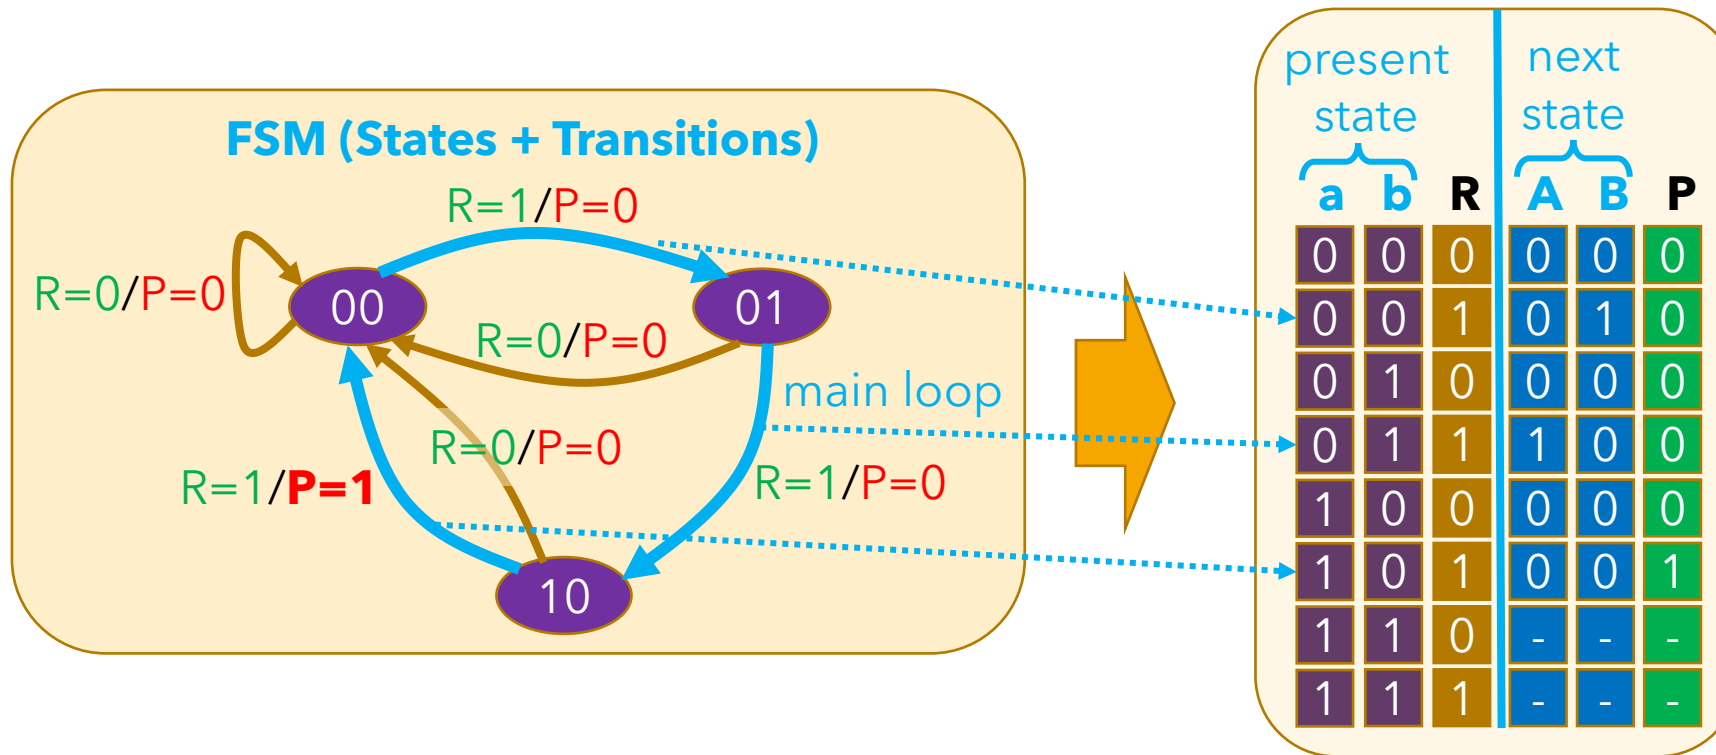 FSM (States + Transitions)
R=1/P=0
R=0/P=0
00
01
R=0/P=0
main loop
R=0/P=0
R=1/P=1
R=1/P=0
10
present state
next state
a b R A B P
0 0 0 0 0 0
0 0 1 0 1 0
0 1 0 0 0 0
0 1 1 1 0 0
1 0 0 0 0 0
1 0 1 0 0 1
1 1 0 - - -
1 1 1 - - -